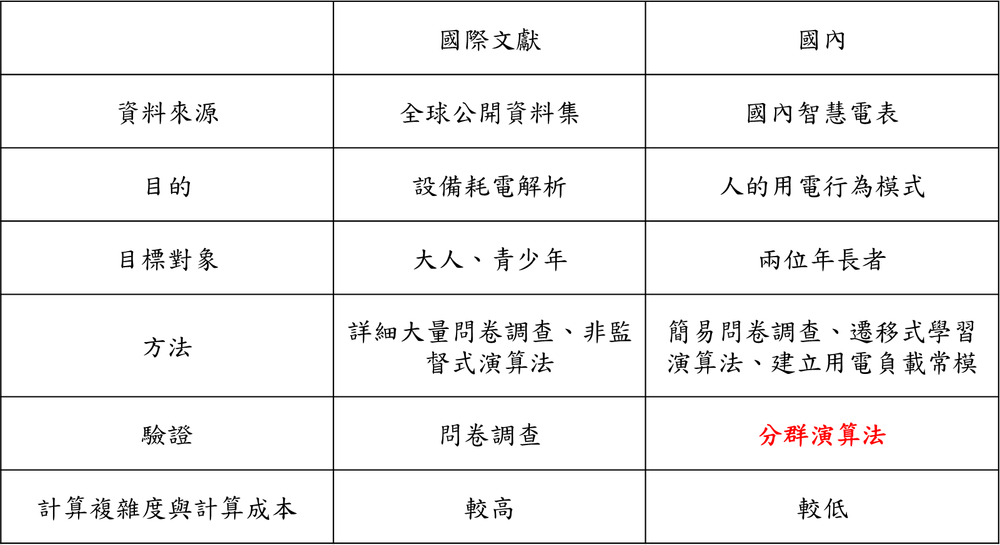 國際文獻
國內
資料來源
全球公開資料集
國內智慧電表
目的
設備耗電解析
人的用電行為模式
目標對象
大人、青少年
兩位年長者
方法
詳細大量問卷調查、非監
督式演算法
簡易問卷調查、遷移式學習
演算法、建立用電負載常模
驗證
問卷調查
分群演算法
計算複雜度與計算成本
較高
較低